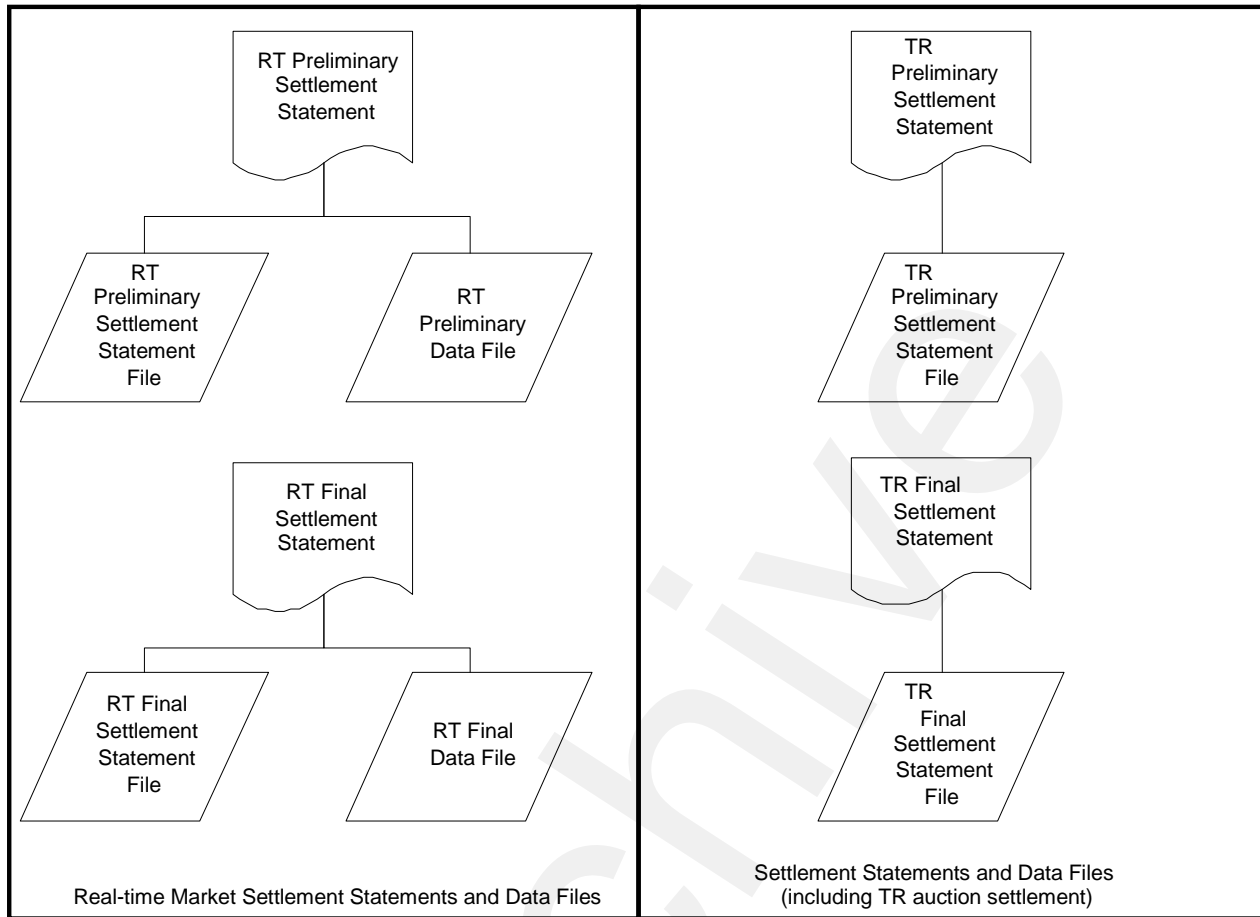 RT Preliminary
Settlement
Statement
RT
Preliminary
Settlement
Statement
File
RT
Preliminary
Data File
RT Final
Settlement
Statement
RT Final
Settlement
Statement
File
RT Final
Data File
Real-time Market Settlement Statements and Data Files
TR
Preliminary
Settlement
Statement
TR
Preliminary
Settlement
Statement
File
TR Final
Settlement
Statement
TR
Final
Settlement
Statement
File
Settlement Statements and Data Files
(including TR auction settlement)
chive